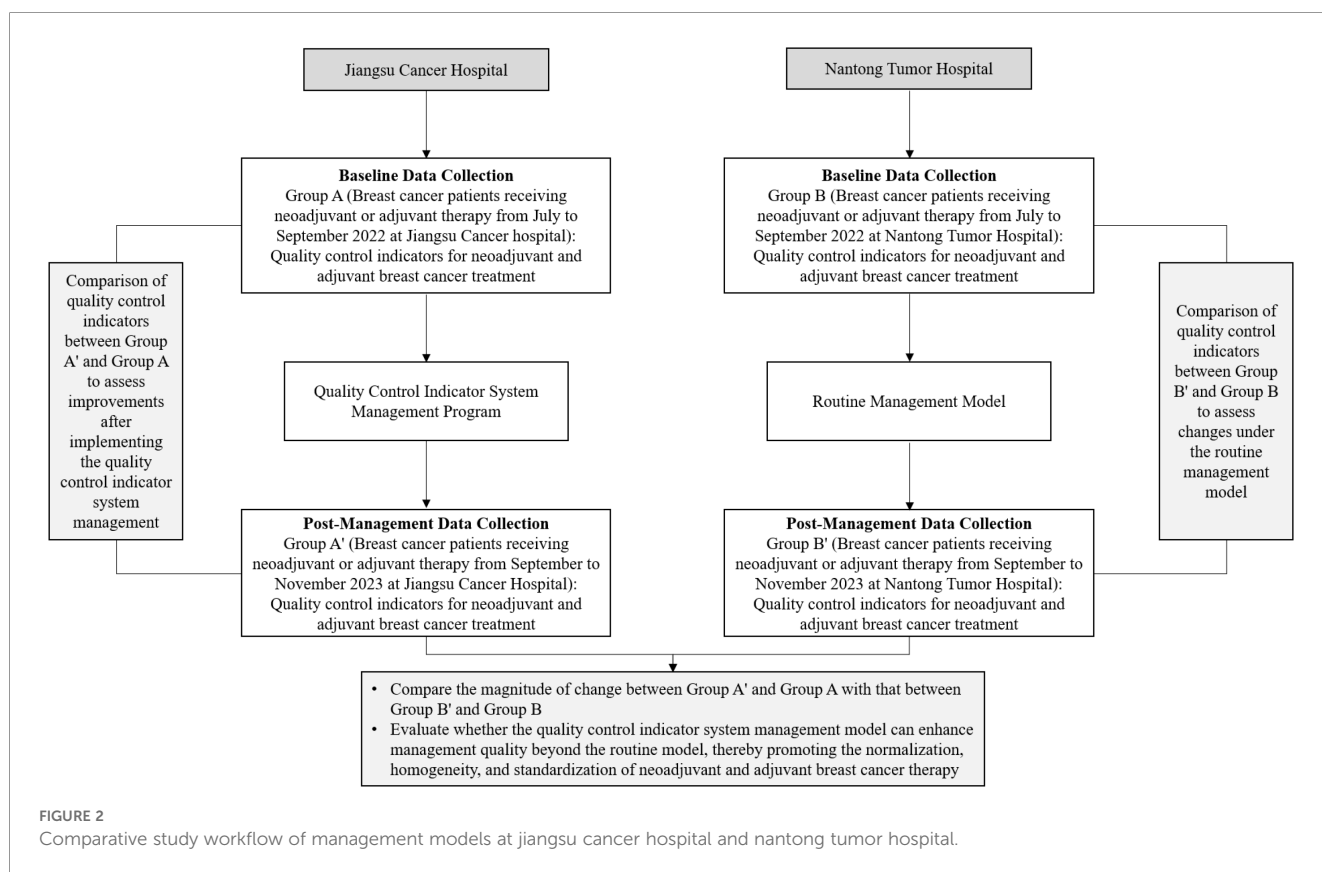 Jiangsu Cancer Hospital
Nantong Tumor Hospital
Baseline Data Collection
Group A (Breast cancer patients receiving
neoadjuvant or adjuvant therapy from July to
September 2022 at Jiangsu Cancer hospital):
Quality control indicators for neoadjuvant and
adjuvant breast cancer treatment
Baseline Data Collection
Group B (Breast cancer patients receiving
neoadjuvant or adjuvant therapy from July to
September 2022 at Nantong Tumor Hospital):
Quality control indicators for neoadjuvant and
adjuvant breast cancer treatment
Comparison of
quality control
indicators
between Group
A' and Group A
to assess
improvements
after
implementing
the quality
control indicator
system
management
Quality Control Indicator System
Management Program
Routine Management Model
Comparison of
quality control
indicators
between Group
B' and Group B
to assess
changes under
the routine
management
model
Post-Management Data Collection
Group A' (Breast cancer patients receiving
neoadjuvant or adjuvant therapy from September to
November 2023 at Jiangsu Cancer Hospital):
Quality control indicators for neoadjuvant and
adjuvant breast cancer treatment
Post-Management Data Collection
Group B' (Breast cancer patients receiving
neoadjuvant or adjuvant therapy from September to
November 2023 at Nantong Tumor Hospital):
Quality control indicators for neoadjuvant and
adjuvant breast cancer treatment
• Compare the magnitude of change between Group A' and Group A with that between
Group B' and Group B
• Evaluate whether the quality control indicator system management model can enhance
management quality beyond the routine model, thereby promoting the normalization,
homogeneity, and standardization of neoadjuvant and adjuvant breast cancer therapy
FIGURE 2
Comparative study workflow of management models at jiangsu cancer hospital and nantong tumor hospital.